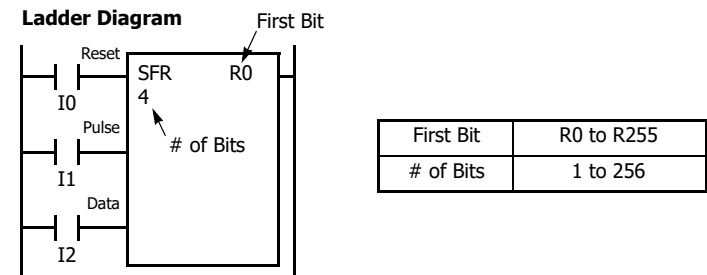 Ladder Diagram
First Bit
Reset
SFR R0
4
I0
Pulse
# of Bits
I1
Data
I2
First Bit R0 to R255
# of Bits 1 to 256